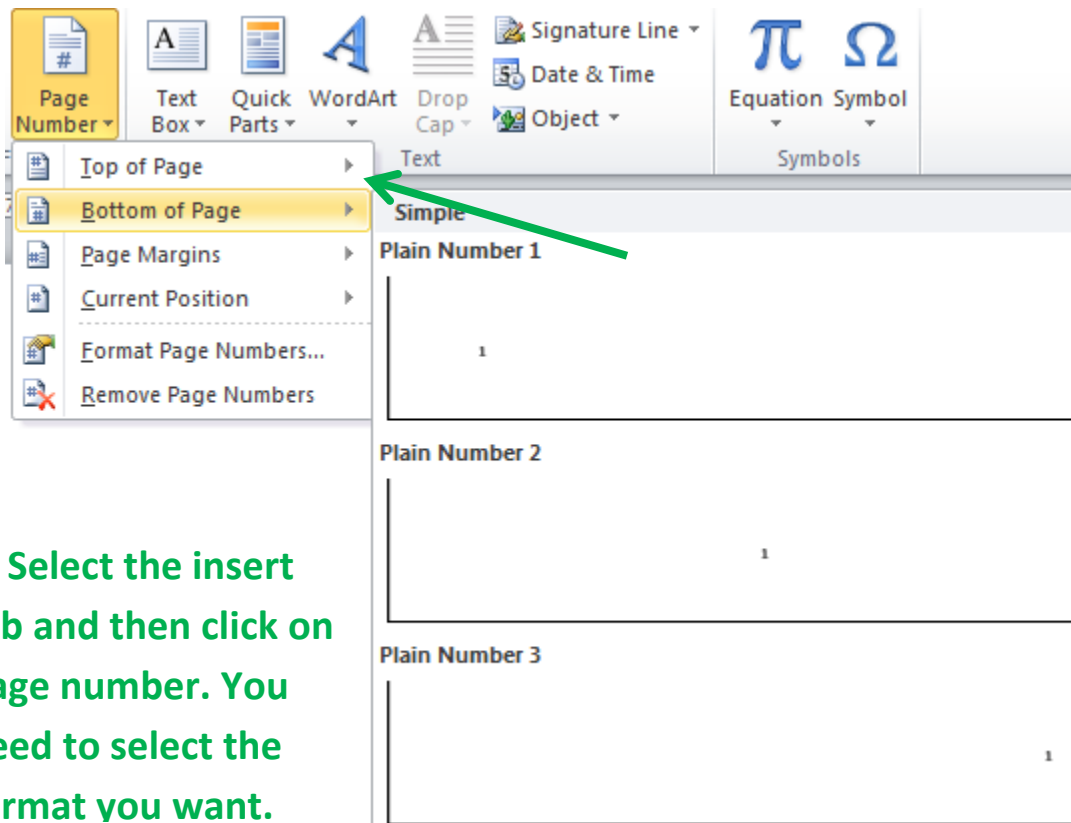 Page Number
Text Box
Quick Parts
WordArt
Drop Cap
Signature Line
Date & Time
Object
Equation
Symbol
Text
Symbols
Top of Page
Bottom of Page
Page Margins
Current Position
Format Page Numbers...
Remove Page Numbers
Simple
Plain Number 1
1
Plain Number 2
1
Plain Number 3
1
Select the insert
b and then click on
age number. You
eed to select the
rmat you want.